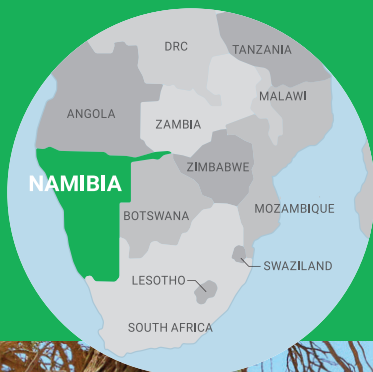 DRC
TANZANIA
ANGOLA
MALAWI
ZAMBIA
ZIMBABWE
NAMIBIA
BOTSWANA
MOZAMBIQUE
SWAZILAND
LESOTHO
SOUTH AFRICA